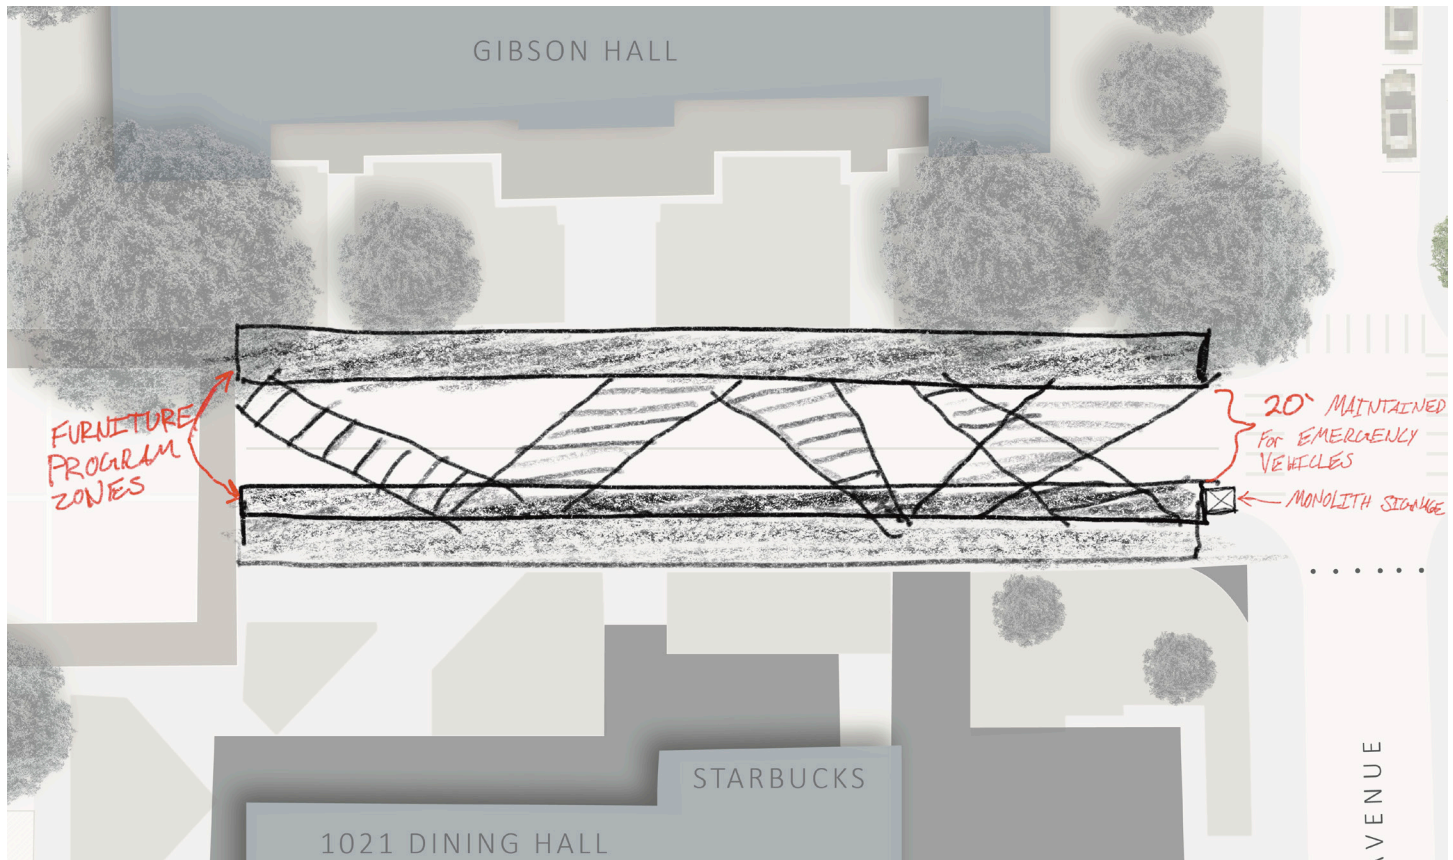 GIBSON HALL
FURNITURE
PROGRAM
ZONES
20' MAINTAINED
FOR EMERGENCY
VEHICLES
MONOLITH SIGNAGE
STARBUCKS
1021 DINING HALL
AVENUE